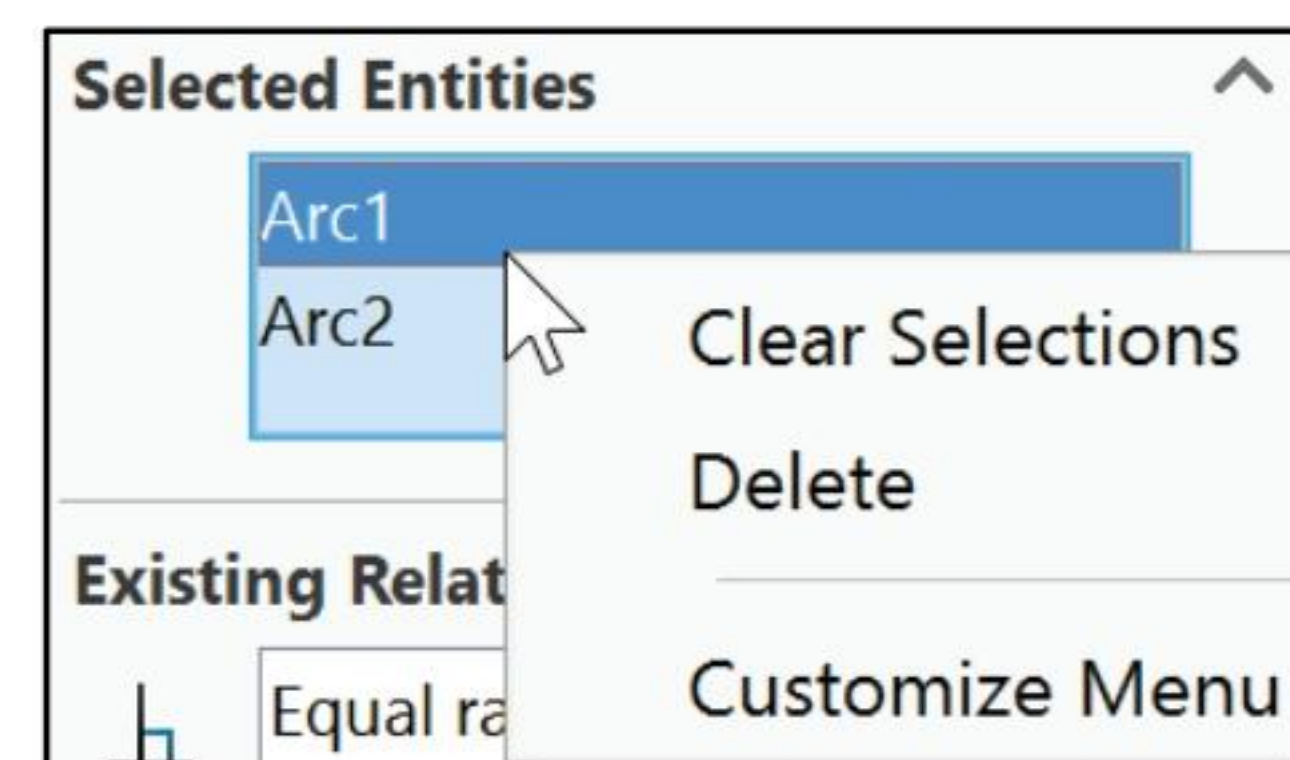 Selected Entities
Arc1
Arc2
Clear Selections
Delete
Existing Relat
Customize Menu
Equal ra